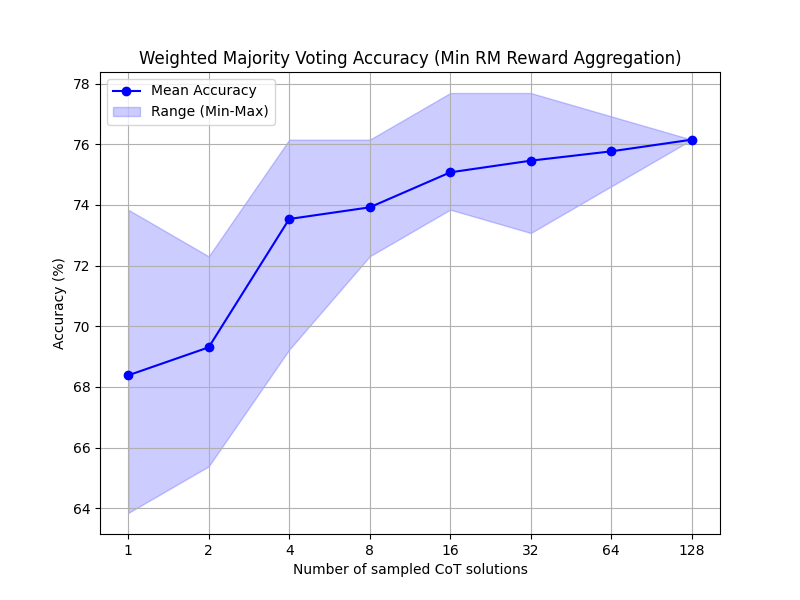 Weighted Majority Voting Accuracy (Min RM Reward Aggregation)
Mean Accuracy
Range (Min-Max)
78
76
74
72
70
68
66
64
Accuracy (%)
1 2 4 8 16 32 64 128
Number of sampled CoT solutions